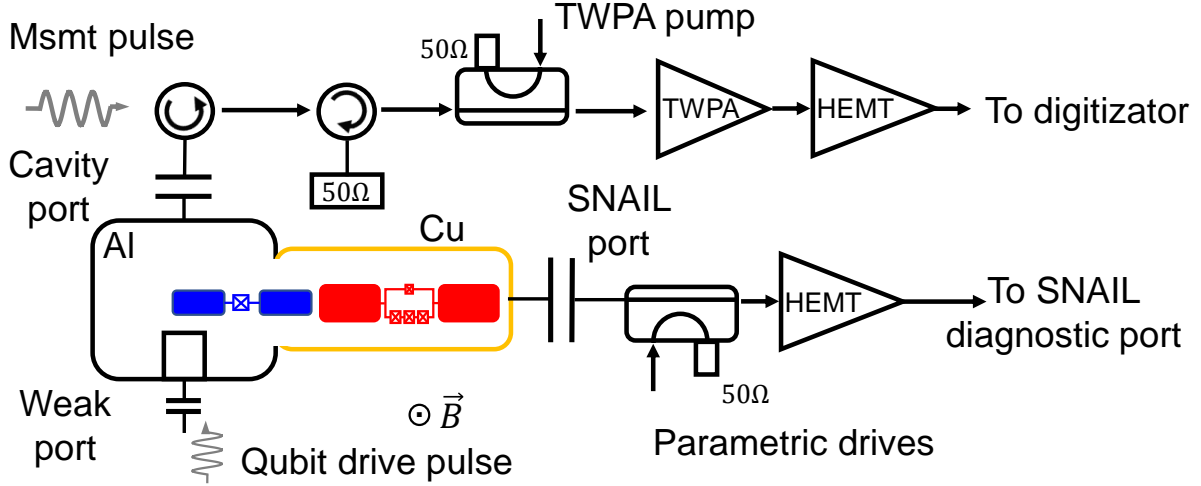 Msmt pulse
TWPA pump
50Ω
TWPA
HEMT
To digitizator
Cavity
port
50Ω
SNAIL
port
Al
Cu
HEMT
To SNAIL
diagnostic port
50Ω
Weak
port
⊙ B⃗
Parametric drives
Qubit drive pulse